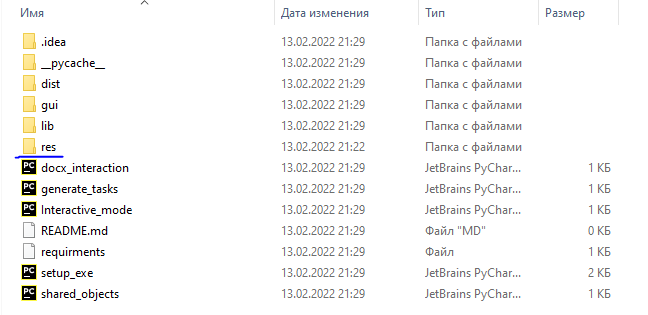 Имя Дата изменения Тип Размер
.idea 13.02.2022 21:29 Папка с файлами
__pycache__ 13.02.2022 21:29 Папка с файлами
dist 13.02.2022 21:29 Папка с файлами
gui 13.02.2022 21:29 Папка с файлами
lib 13.02.2022 21:29 Папка с файлами
res 13.02.2022 21:22 Папка с файлами
PC docx_interaction 13.02.2022 21:29 JetBrains PyChar... 1 КБ
PC generate_tasks 13.02.2022 21:29 JetBrains PyChar... 1 КБ
PC Interactive_mode 13.02.2022 21:29 JetBrains PyChar... 1 КБ
README.md 13.02.2022 21:29 Файл "MD" 0 КБ
requirments 13.02.2022 21:29 Файл 1 КБ
PC setup_exe 13.02.2022 21:29 JetBrains PyChar... 2 КБ
PC shared_objects 13.02.2022 21:29 JetBrains PyChar... 1 КБ